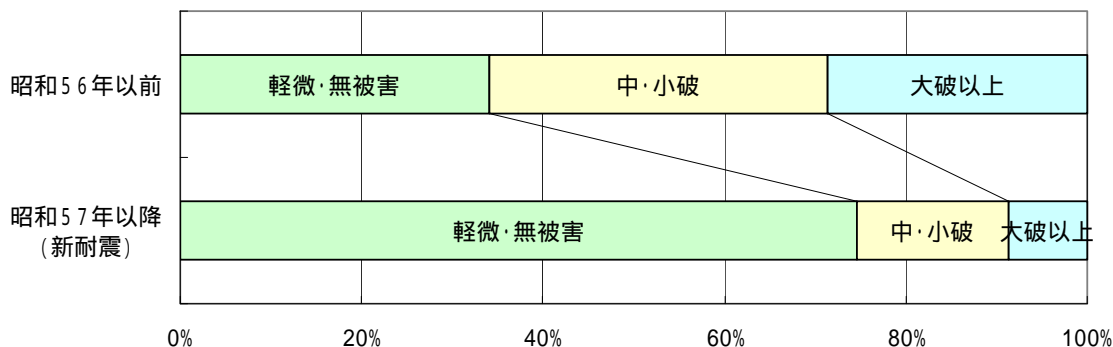 昭和５６年以前
軽微･無被害
中･小破
大破以上
昭和５７年以降
(新耐震)
軽微･無被害
中･小破
大破以上
0%
20%
40%
60%
80%
100%